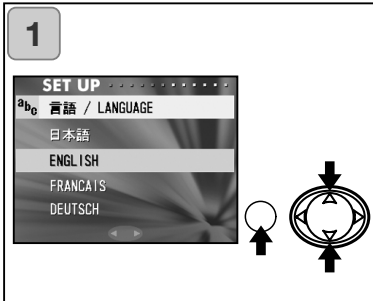 1
SET UP
abc 言語 / LANGUAGE
日本語
ENGLISH
FRANCAIS
DEUTSCH